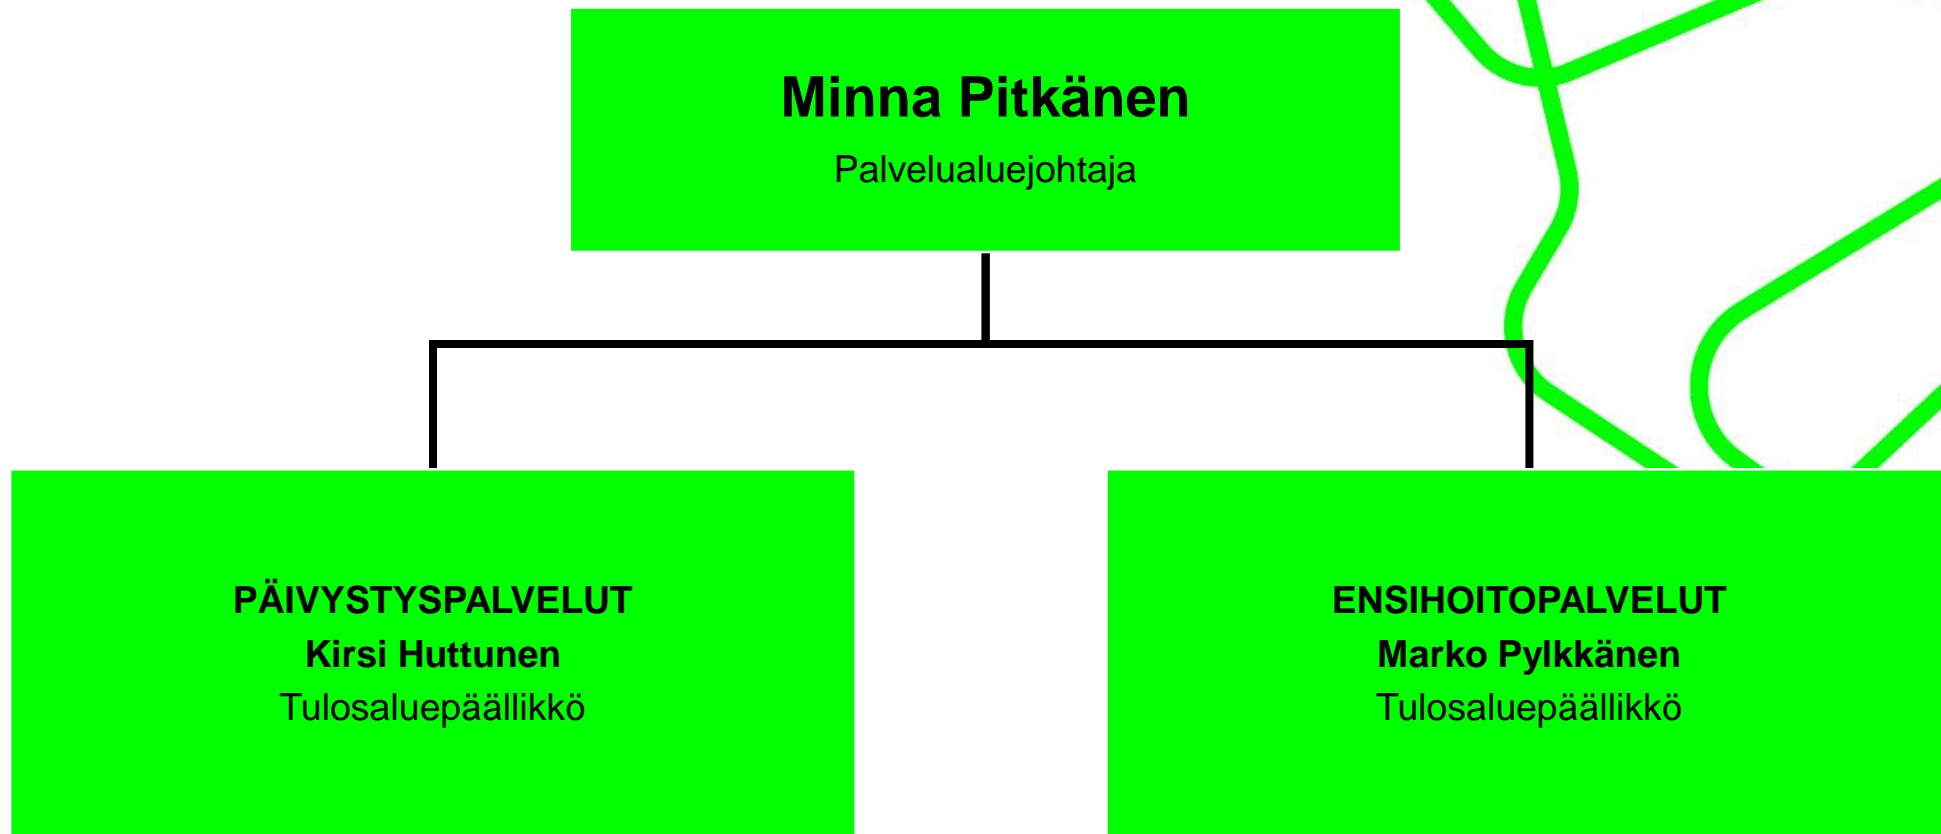 Minna Pitkänen
Palvelualuejohtaja
PÄIVYSTYSPALVELUT
Kirsi Huttunen
Tulosaluepäällikkö
ENSIHOITOPALVELUT
Marko Pylkkänen
Tulosaluepäällikkö